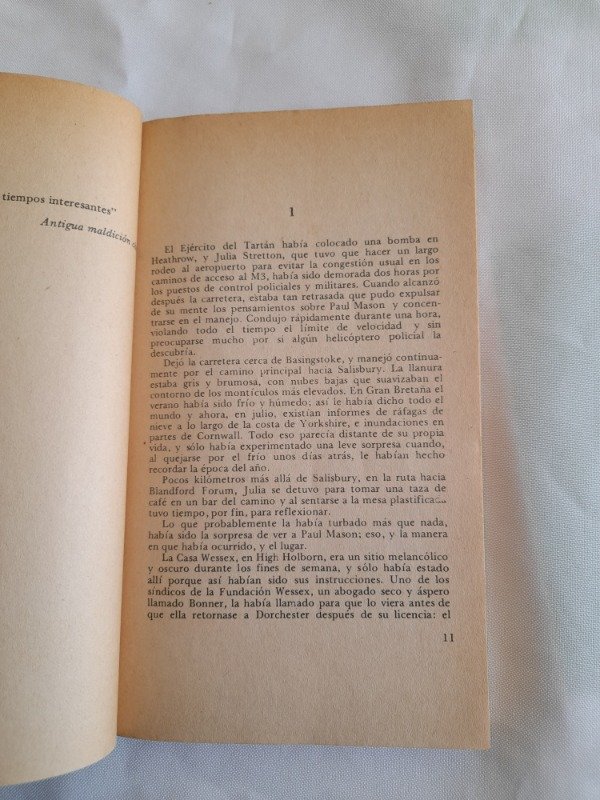 tiempos interesantes"
Antigua maldición
1
El Ejército del Tartán había colocado una bomba en
Heathrow, y Julia Stretton, que tuvo que hacer un largo
rodeo al aeropuerto para evitar la congestión usual en los
caminos de acceso al M3, había sido demorada dos horas por
los puestos de control policiales y militares. Cuando alcanzó
después la carretera, estaba tan retrasada que pudo expulsar
de su mente los pensamientos sobre Paul Mason y concen-
trarse en el manejo. Condujo rápidamente durante una hora,
violando todo el tiempo el límite de velocidad y sin
preocuparse mucho por si algún helicóptero policial la
descubría.
Dejó la carretera cerca de Basingstoke, y manejó continua-
mente por el camino principal hacia Salisbury. La llanura
estaba gris y brumosa, con nubes bajas que suavizaban el
contorno de los montículos más elevados. En Gran Bretaña el
verano había sido frío y húmedo; así le había dicho todo el
mundo y ahora, en julio, existían informes de ráfagas de
nieve a lo largo de la costa de Yorkshire, e inundaciones en
partes de Cornwall. Todo eso parecía distante de su propia
vida, y sólo había experimentado una leve sorpresa cuando,
al quejarse por el frío unos días atrás, le habían hecho
recordar la época del año.
Pocos kilómetros más allá de Salisbury, en la ruta hacia
Blandford Forum, Julia se detuvo para tomar una taza de
café en un bar del camino y al sentarse a la mesa plastificada
tuvo tiempo, por fin, para reflexionar.
Lo que probablemente la había turbado más que nada,
había sido la sorpresa de ver a Paul Mason; eso, y la manera
en que había ocurrido, y el lugar.
La Casa Wessex, en High Holborn, era un sitio melancólico
y oscuro durante los fines de semana, y sólo había estado
allí porque así habían sido sus instrucciones. Uno de los
síndicos de la Fundación Wessex, un abogado seco y áspero
llamado Bonner, la había llamado para que lo viera antes de
que ella retornase a Dorchester después de su licencia: el
11